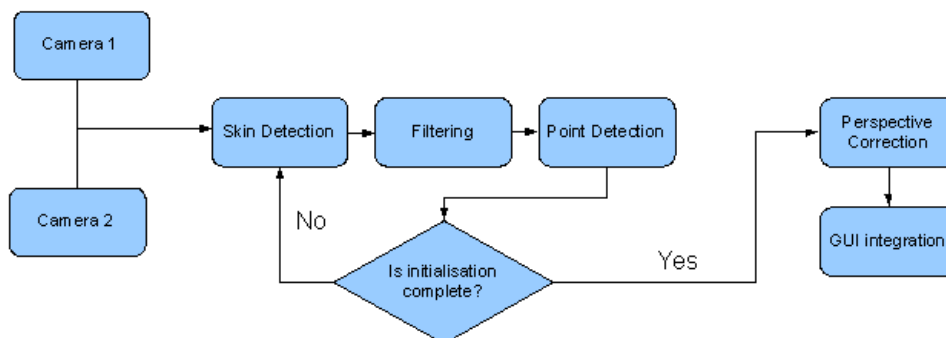 Camera 1
Skin Detection
Filtering
Point Detection
Perspective
Correction
Camera 2
No
GUI integration
Is initialisation
complete?
Yes